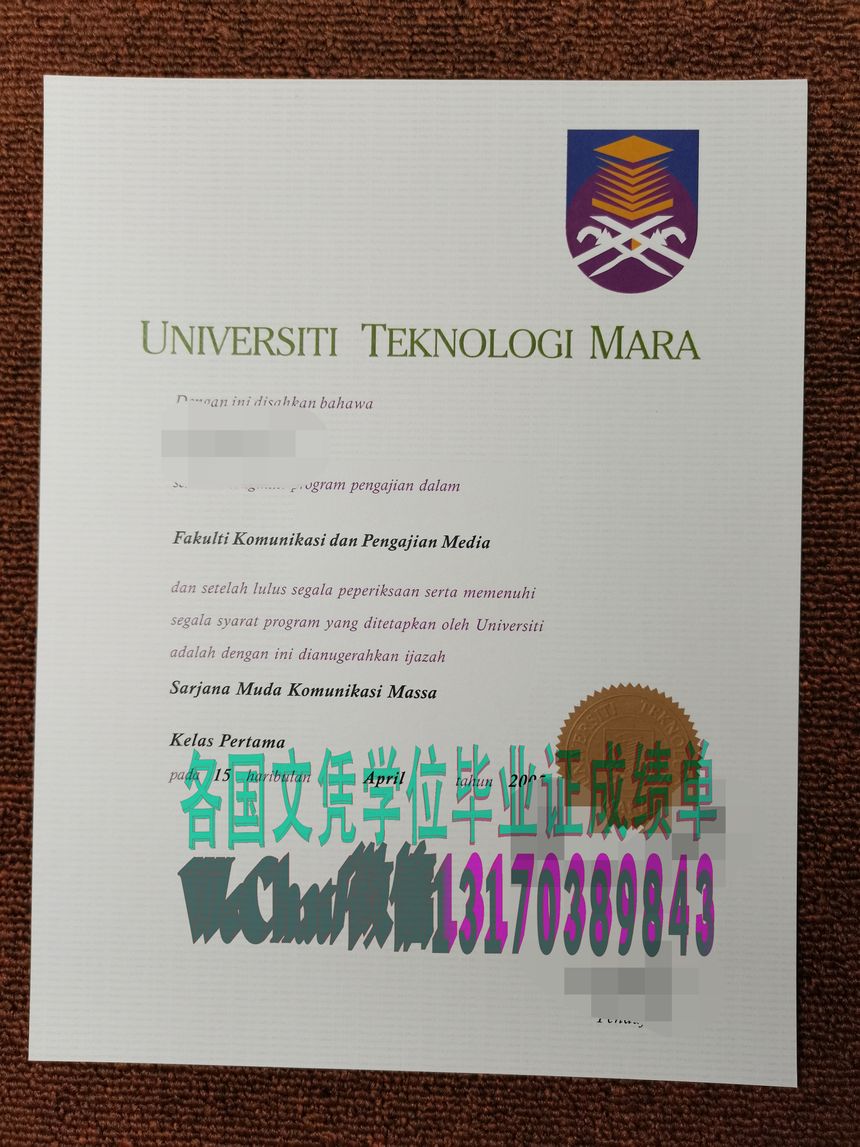 UNIVERSITI TEKNOLOGI MARA
ini disahkan bahawa
program pengajian dalam
Fakulti Komunikasi dan Pengajian Media
dan setelah lulus segala peperiksaan serta memenuhi
segala syarat program yang ditetapkan oleh Universiti
adalah dengan ini dianugerahkan ijazah
Sarjana Muda Komunikasi Massa
Kelas Pertama
pada 15 haribulan April tahun
各国文凭学位毕业证成绩单
WeChat/微信13170389843